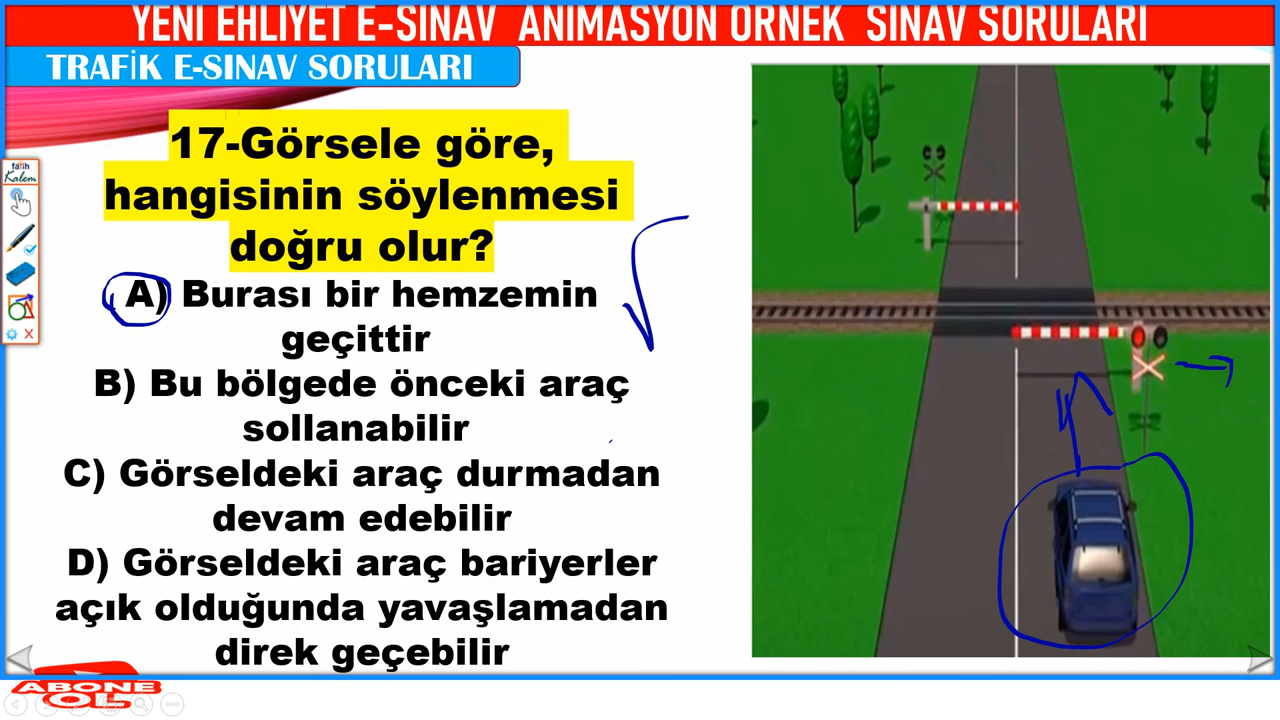 YENİ EHLİYET E-SINAV ANİMASYON ÖRNEK SINAV SORULARI
TRAFİK E-SINAV SORULARI
17-Görsele göre,
hangisinin söylenmesi
doğru olur?
A) Burası bir hemzemin
geçittir
B) Bu bölgede önceki araç
sollanabilir
C) Görseldeki araç durmadan
devam edebilir
D) Görseldeki araç bariyerler
açık olduğunda yavaşlamadan
direk geçebilir
fatih
Kalem
ABONE
OL